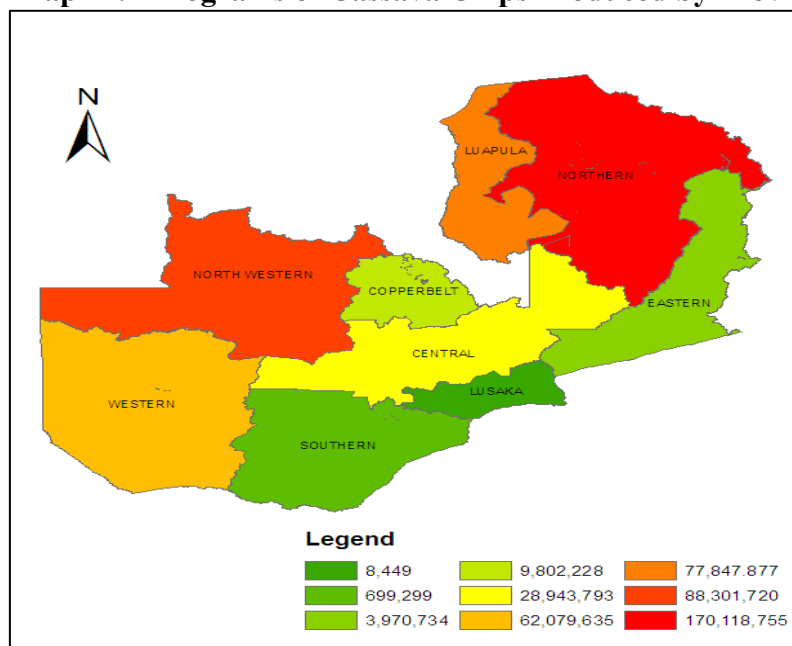 N
LUAPULA
NORTHERN
NORTH WESTERN
COPPERBELT
EASTERN
CENTRAL
LUSAKA
WESTERN
SOUTHERN
Legend
8,449 9,802,228 77,847.877
699,299 28,943,793 88,301,720
3,970,734 62,079,635 170,118,755